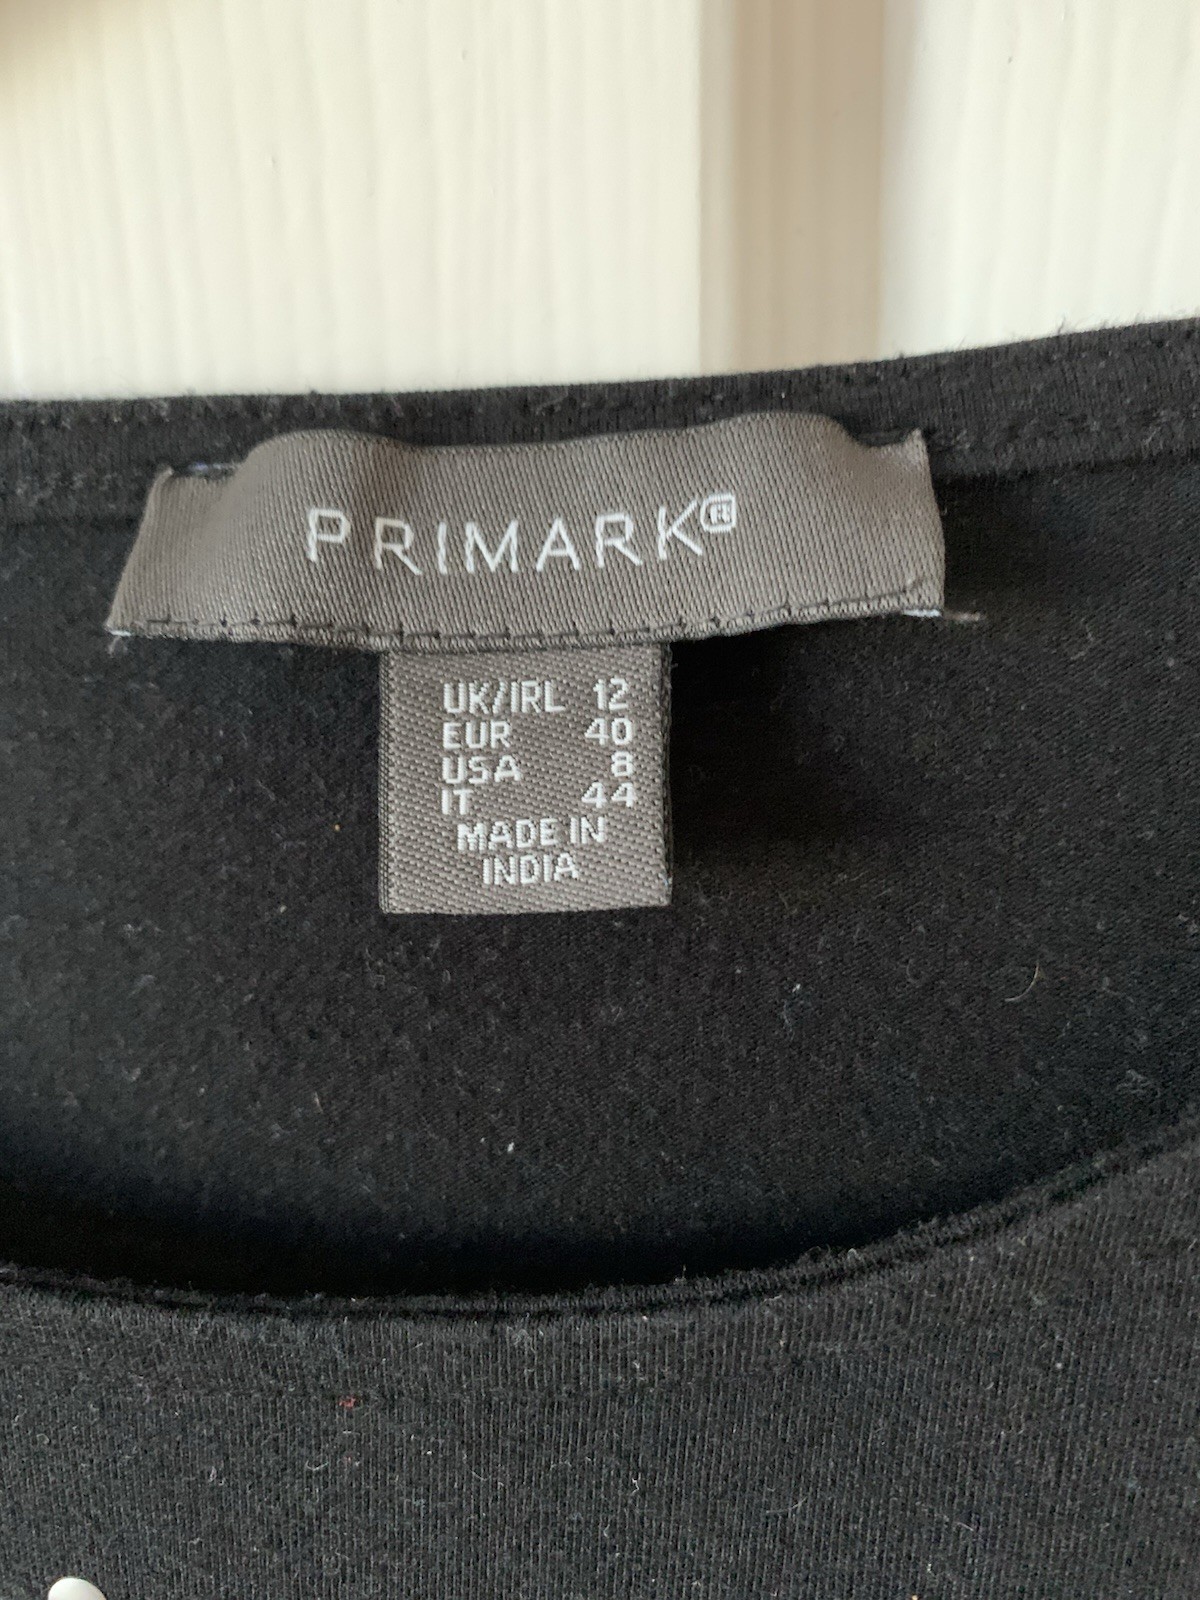 PRIMARK®
UK/IRL 12
EUR 40
USA 8
IT 44
MADE IN
INDIA